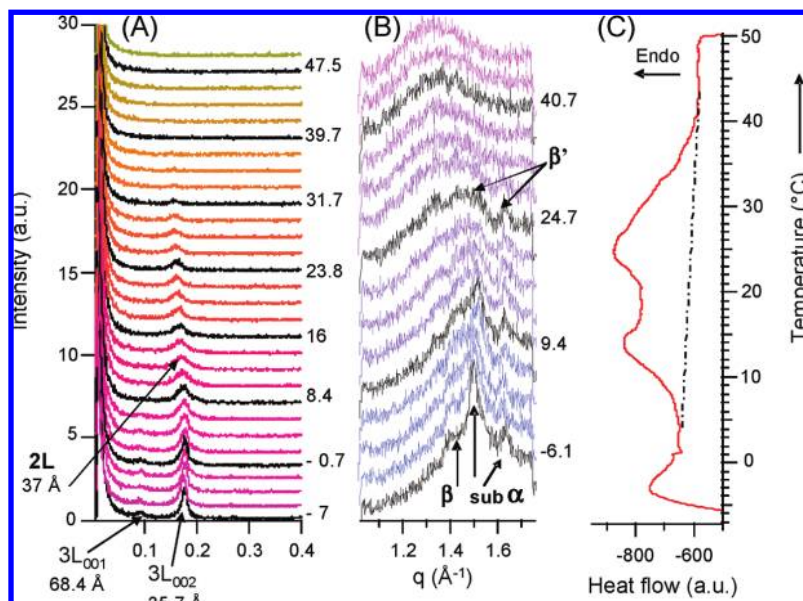 (A)
(B)
(C)
30
25
20
15
10
5
0
Intensity (a.u.)
47.5
39.7
31.7
23.8
16
8.4
- 0.7
- 7
2L
37 Å
0.1 0.2 0.3 0.4
3L001
68.4 Å
3L002
40.7
β'
24.7
9.4
-6.1
β
sub α
1.2 1.4 1.6
q (Å-1)
Endo
50
40
30
20
10
0
Temperature (°C)
-800 -600
Heat flow (a.u.)